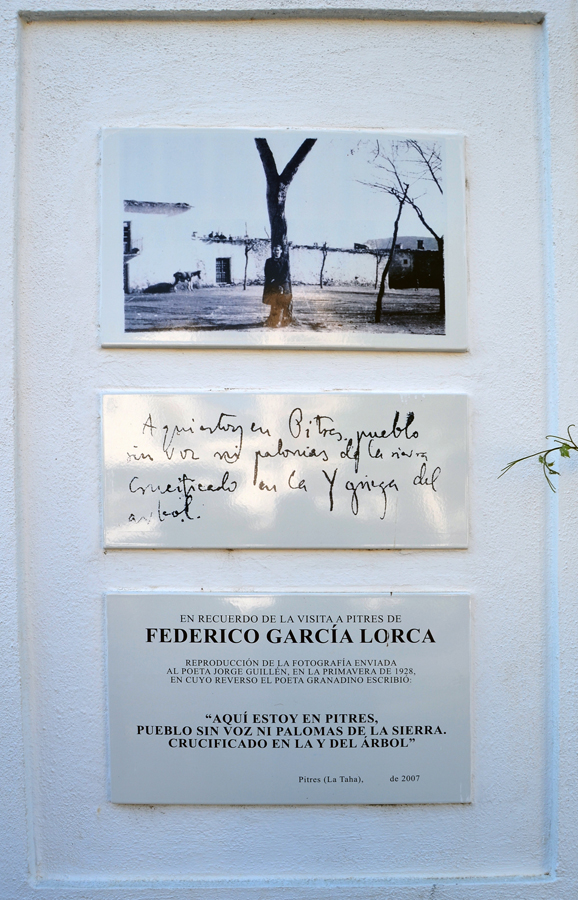 Aqui estoy en Pitres, pueblo
sin voz ni palomas de la sierra
Crucificado en la Y griega del
arbol.
EN RECUERDO DE LA VISITA A PITRES DE
FEDERICO GARCÍA LORCA
REPRODUCCIÓN DE LA FOTOGRAFÍA ENVIADA
AL POETA JORGE GUILLÉN, EN LA PRIMAVERA DE 1928,
EN CUYO REVERSO EL POETA GRANADINO ESCRIBIÓ:
“AQUÍ ESTOY EN PITRES,
PUEBLO SIN VOZ NI PALOMAS DE LA SIERRA.
CRUCIFICADO EN LA Y DEL ÁRBOL”
Pitres (La Taha), de 2007